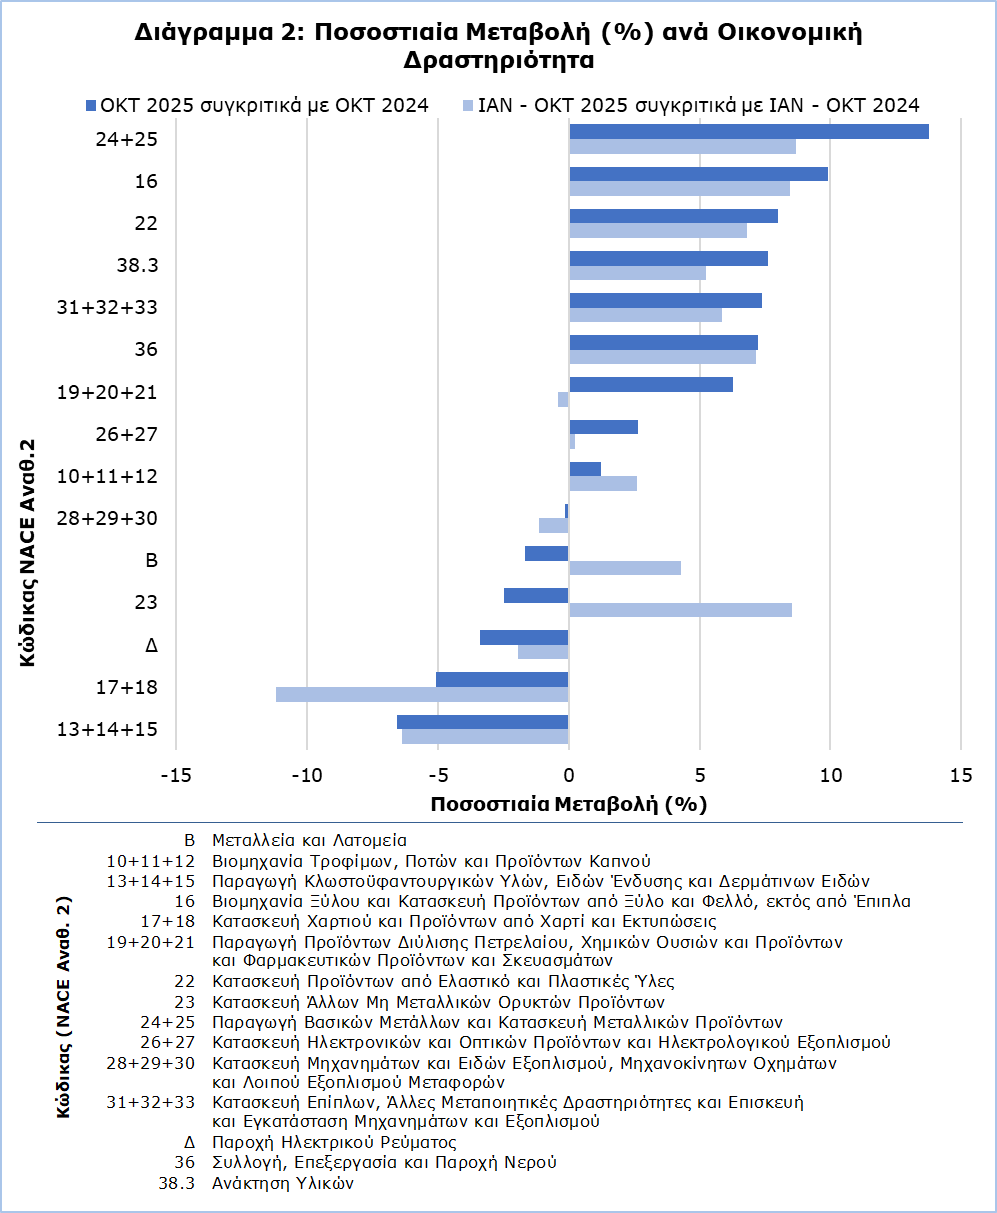 Διάγραμμα 2: Ποσοστιαία Μεταβολή (%) ανά Οικονομική
Δραστηριότητα
ΟΚΤ 2025 συγκριτικά με ΟΚΤ 2024
ΙΑΝ - ΟΚΤ 2025 συγκριτικά με ΙΑΝ - ΟΚΤ 2024
Κώδικας NACE Αναθ.2
24+25
16
22
38.3
31+32+33
36
19+20+21
26+27
10+11+12
28+29+30
Β
23
Δ
17+18
13+14+15
-15 -10 -5 0 5 10 15
Ποσοστιαία Μεταβολή (%)
Κώδικας (NACE Αναθ. 2)
Β Μεταλλεία και Λατομεία
10+11+12 Βιομηχανία Τροφίμων, Ποτών και Προϊόντων Καπνού
13+14+15 Παραγωγή Κλωστοϋφαντουργικών Υλών, Ειδών Ένδυσης και Δερμάτινων Ειδών
16 Βιομηχανία Ξύλου και Κατασκευή Προϊόντων από Ξύλο και Φελλό, εκτός από Έπιπλα
17+18 Κατασκευή Χαρτιού και Προϊόντων από Χαρτί και Εκτυπώσεις
19+20+21 Παραγωγή Προϊόντων Διύλισης Πετρελαίου, Χημικών Ουσιών και Προϊόντων
και Φαρμακευτικών Προϊόντων και Σκευασμάτων
22 Κατασκευή Προϊόντων από Ελαστικό και Πλαστικές Ύλες
23 Κατασκευή Άλλων Μη Μεταλλικών Ορυκτών Προϊόντων
24+25 Παραγωγή Βασικών Μετάλλων και Κατασκευή Μεταλλικών Προϊόντων
26+27 Κατασκευή Ηλεκτρονικών και Οπτικών Προϊόντων και Ηλεκτρολογικού Εξοπλισμού
28+29+30 Κατασκευή Μηχανημάτων και Ειδών Εξοπλισμού, Μηχανοκίνητων Οχημάτων
και Λοιπού Εξοπλισμού Μεταφορών
31+32+33 Κατασκευή Επίπλων, Άλλες Μεταποιητικές Δραστηριότητες και Επισκευή
και Εγκατάσταση Μηχανημάτων και Εξοπλισμού
Δ Παροχή Ηλεκτρικού Ρεύματος
36 Συλλογή, Επεξεργασία και Παροχή Νερού
38.3 Ανάκτηση Υλικών